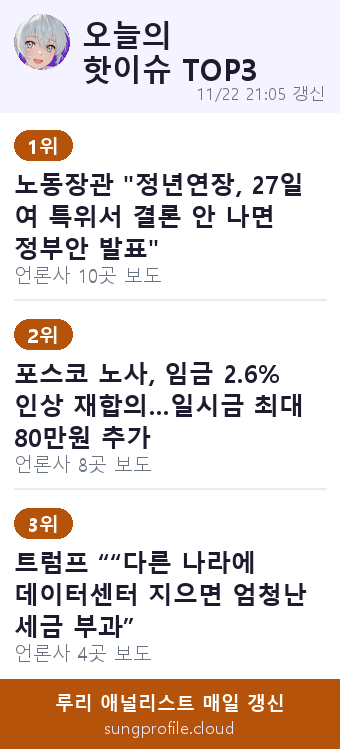 오늘의
핫이슈 TOP3
11/22 21:05 갱신
1위
노동장관 "정년연장, 27일
여 특위서 결론 안 나면
정부안 발표"
언론사 10곳 보도
2위
포스코 노사, 임금 2.6%
인상 재합의…일시금 최대
80만원 추가
언론사 8곳 보도
3위
트럼프 ““다른 나라에
데이터센터 지으면 엄청난
세금 부과”
언론사 4곳 보도
루리 애널리스트 매일 갱신
sungprofile.cloud